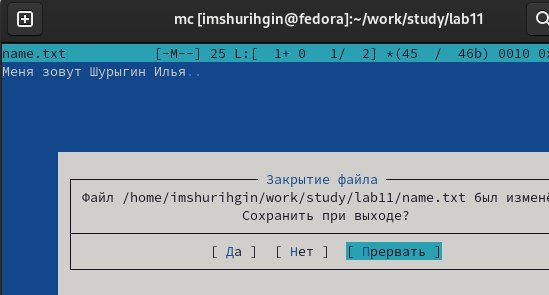 mc [imshurihgin@fedora]:~/work/study/lab11
name.txt [-M--] 25 L:[ 1+ 0 1/ 2] *(45 / 46b) 0010 0x
Меня зовут Шурыгин Илья..
Закрытие файла
Файл /home/imshurihgin/work/study/lab11/name.txt был изменё
Сохранить при выходе?
[ Да ] [ Нет ] [ Прервать ]